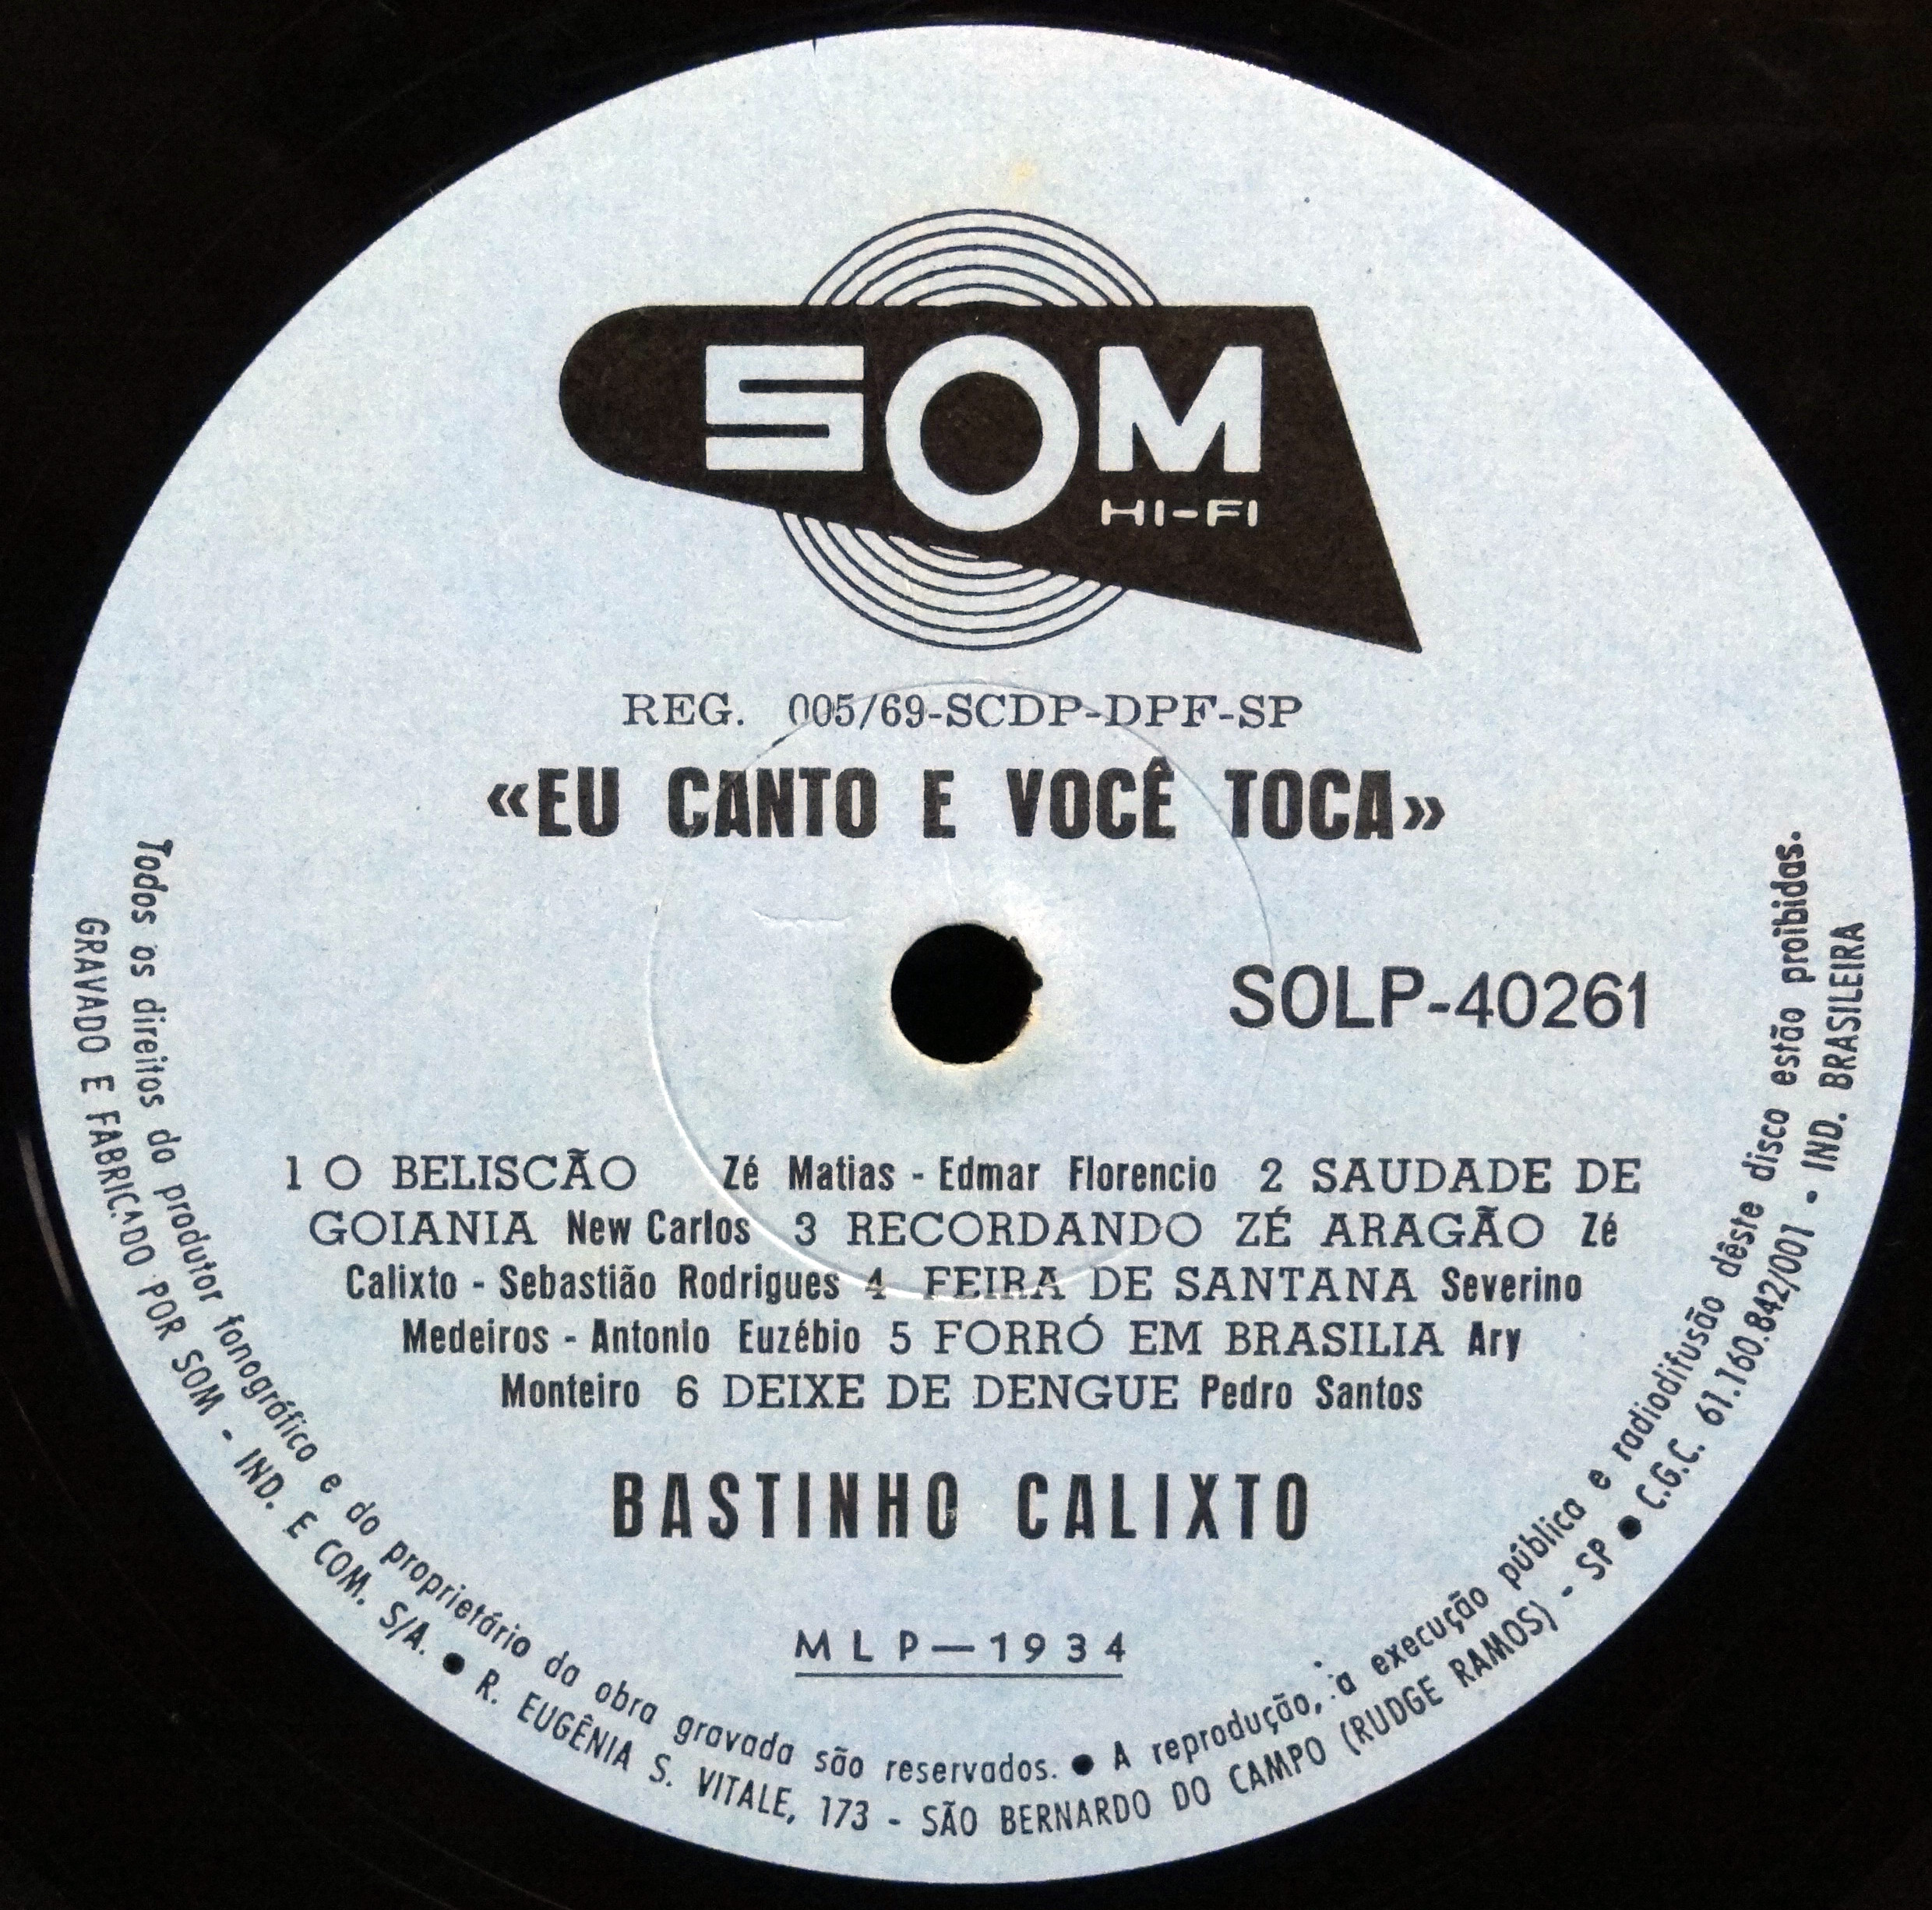 SOM
HI-FI
REG. 005/69-SCDP-DPF-SP
«EU CANTO E VOCÊ TOCA»
SOLP-40261
1 O BELISCÃO Zé Matias - Edmar Florencio 2 SAUDADE DE
GOIANIA New Carlos 3 RECORDANDO ZÉ ARAGÃO Zé
Calixto - Sebastião Rodrigues 4 FEIRA DE SANTANA Severino
Medeiros - Antonio Euzébio 5 FORRÓ EM BRASILIA Ary
Monteiro 6 DEIXE DE DENGUE Pedro Santos
BASTINHO CALIXTO
MLP—1934
Todos os direitos do produtor fonográfico e do proprietário da obra gravada são reservados. ● A reprodução, a execução pública e radiodifusão dêste disco estão proibidas.
GRAVADO E FABRICADO POR SOM - IND. E COM. S/A. ● R. EUGÊNIA S. VITALE, 173 - SÃO BERNARDO DO CAMPO (RUDGE RAMOS) - SP ● C.G.C. 61.160.842/001 • IND. BRASILEIRA